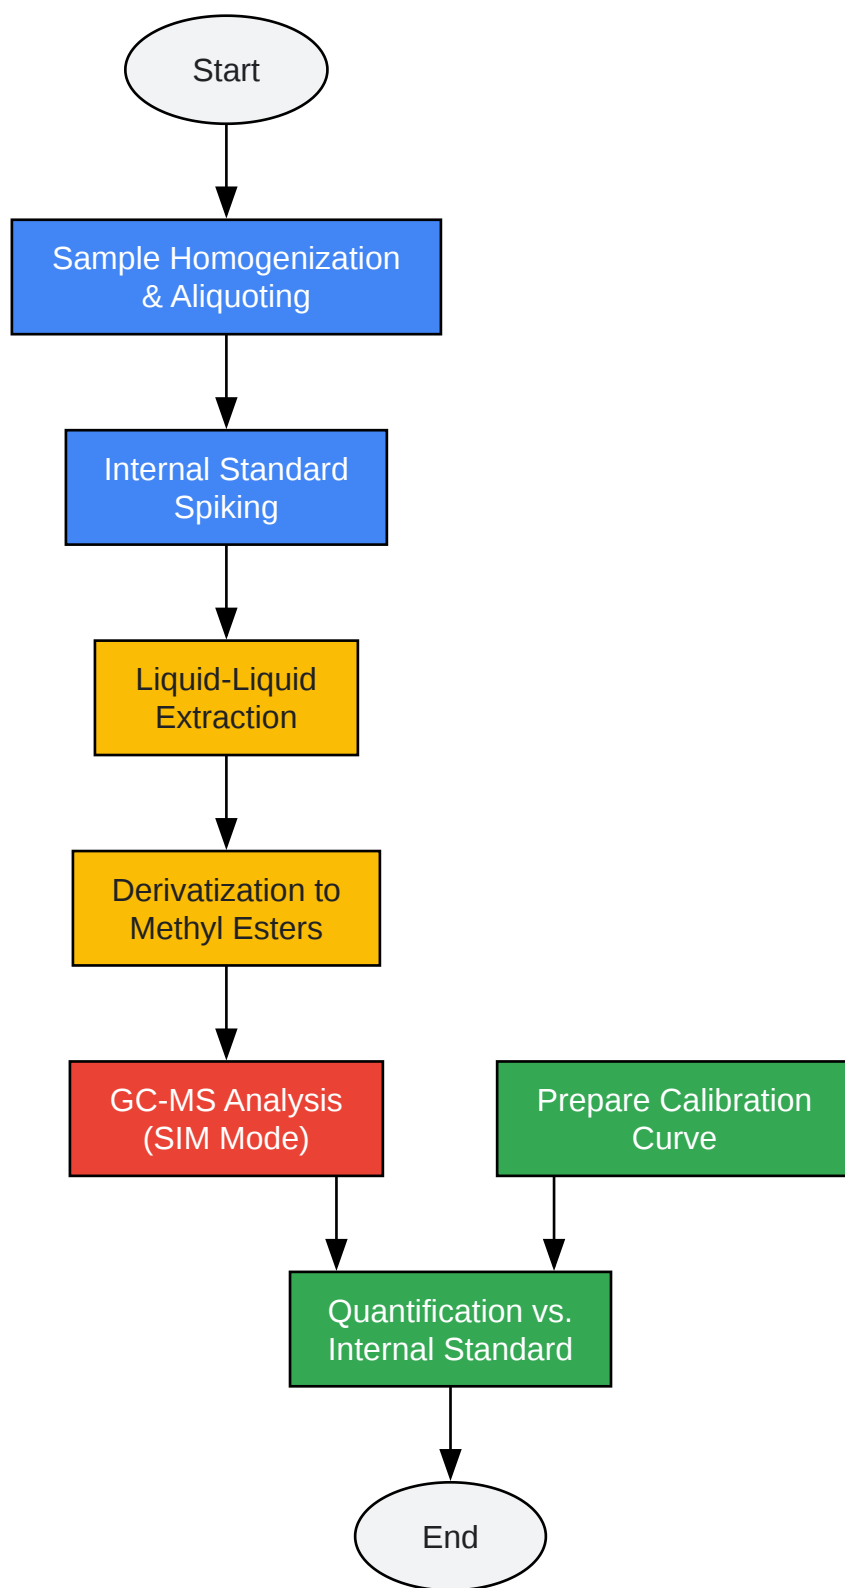 Start
Sample Homogenization
& Aliquoting
Internal Standard
Spiking
Liquid-Liquid
Extraction
Derivatization to
Methyl Esters
GC-MS Analysis
(SIM Mode)
Prepare Calibration
Curve
Quantification vs.
Internal Standard
End